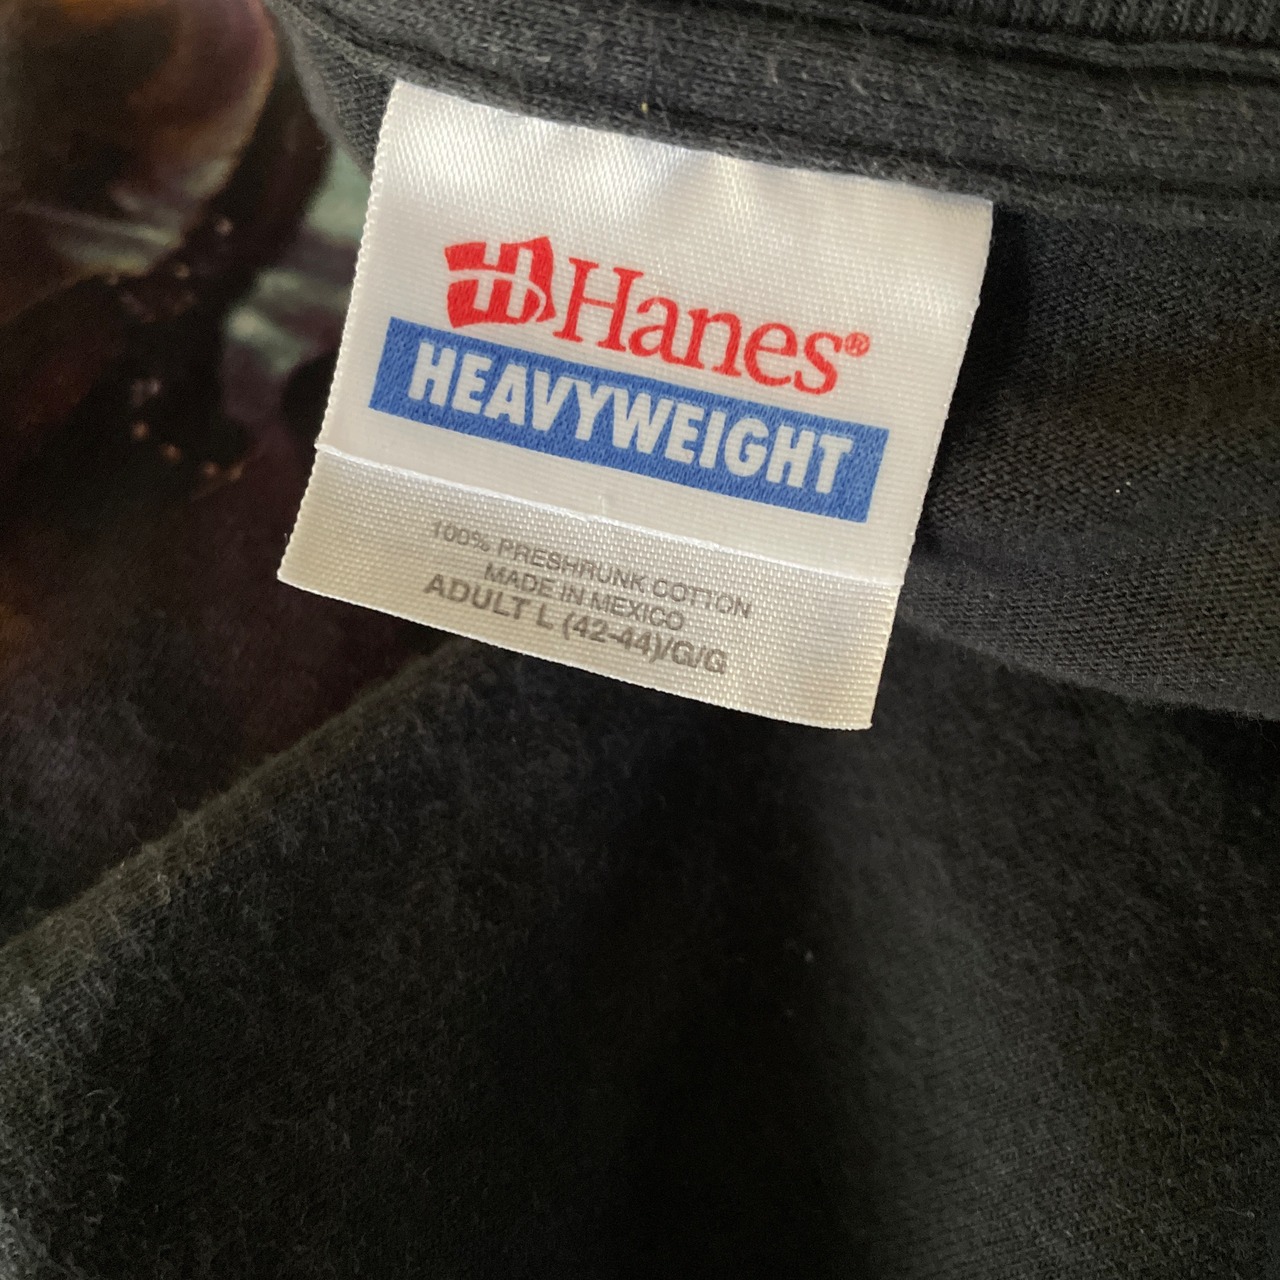 Hanes®
HEAVYWEIGHT
100% PRESHRUNK COTTON
MADE IN MEXICO
ADULT L (42-44)/G/G